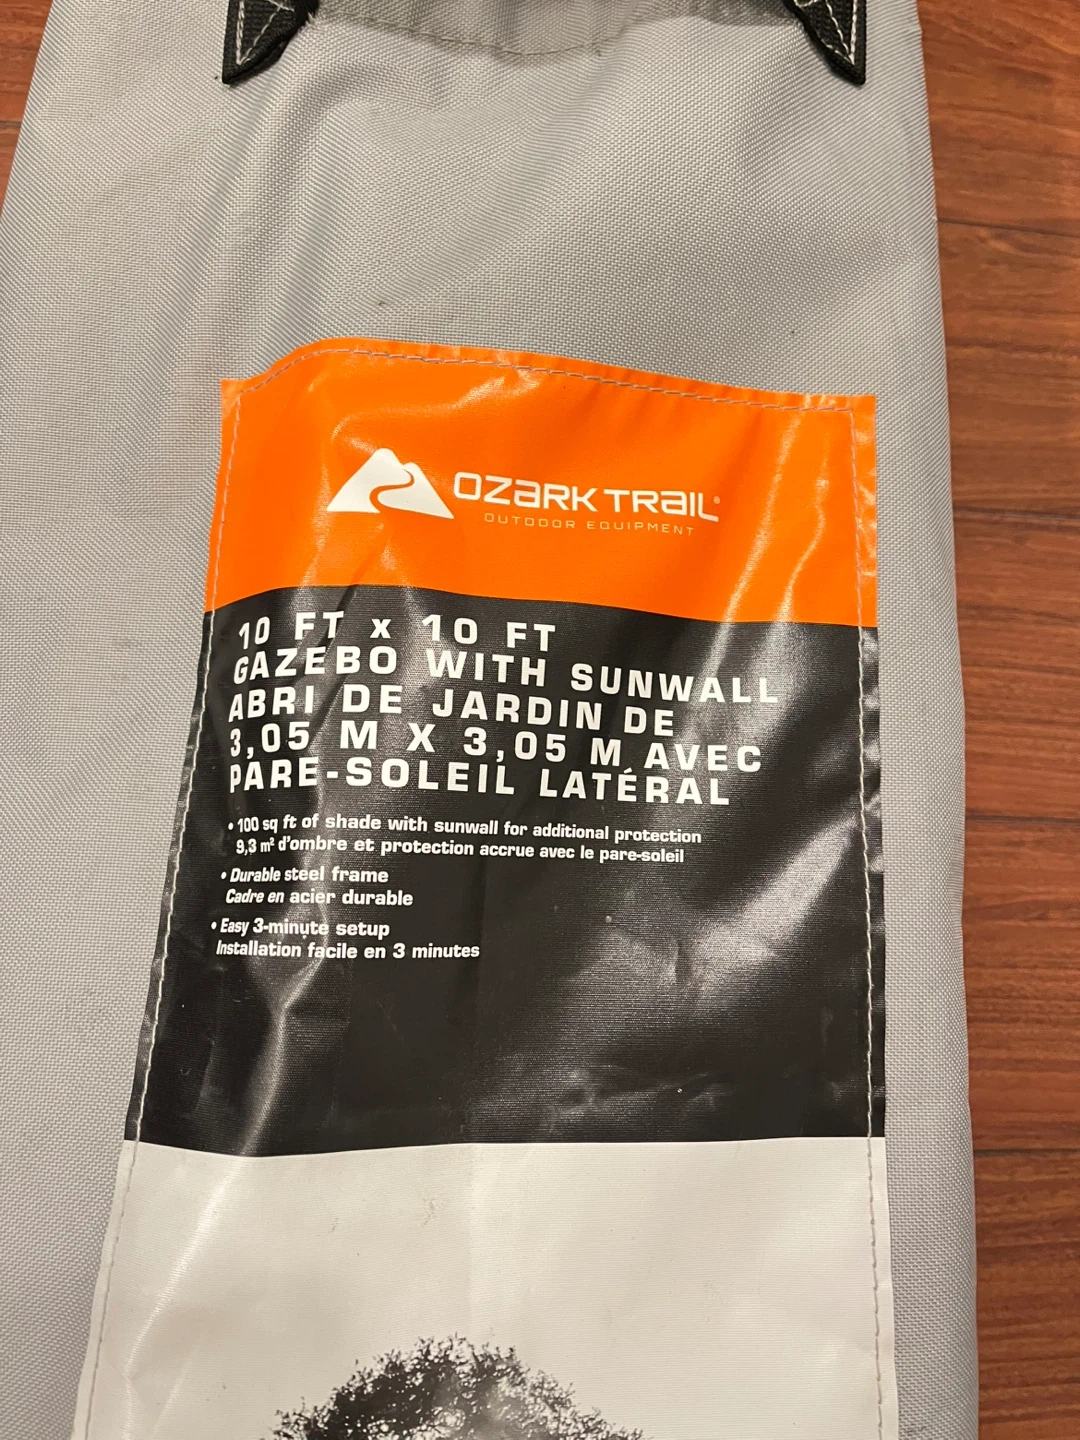 OZARK TRAIL®
OUTDOOR EQUIPMENT
10 FT x 10 FT
GAZEBO WITH SUNWALL
ABRI DE JARDIN DE
3,05 M X 3,05 M AVEC
PARE-SOLEIL LATÉRAL
• 100 sq ft of shade with sunwall for additional protection
9,3 m² d'ombre et protection accrue avec le pare-soleil
• Durable steel frame
Cadre en acier durable
• Easy 3-minute setup
Installation facile en 3 minutes